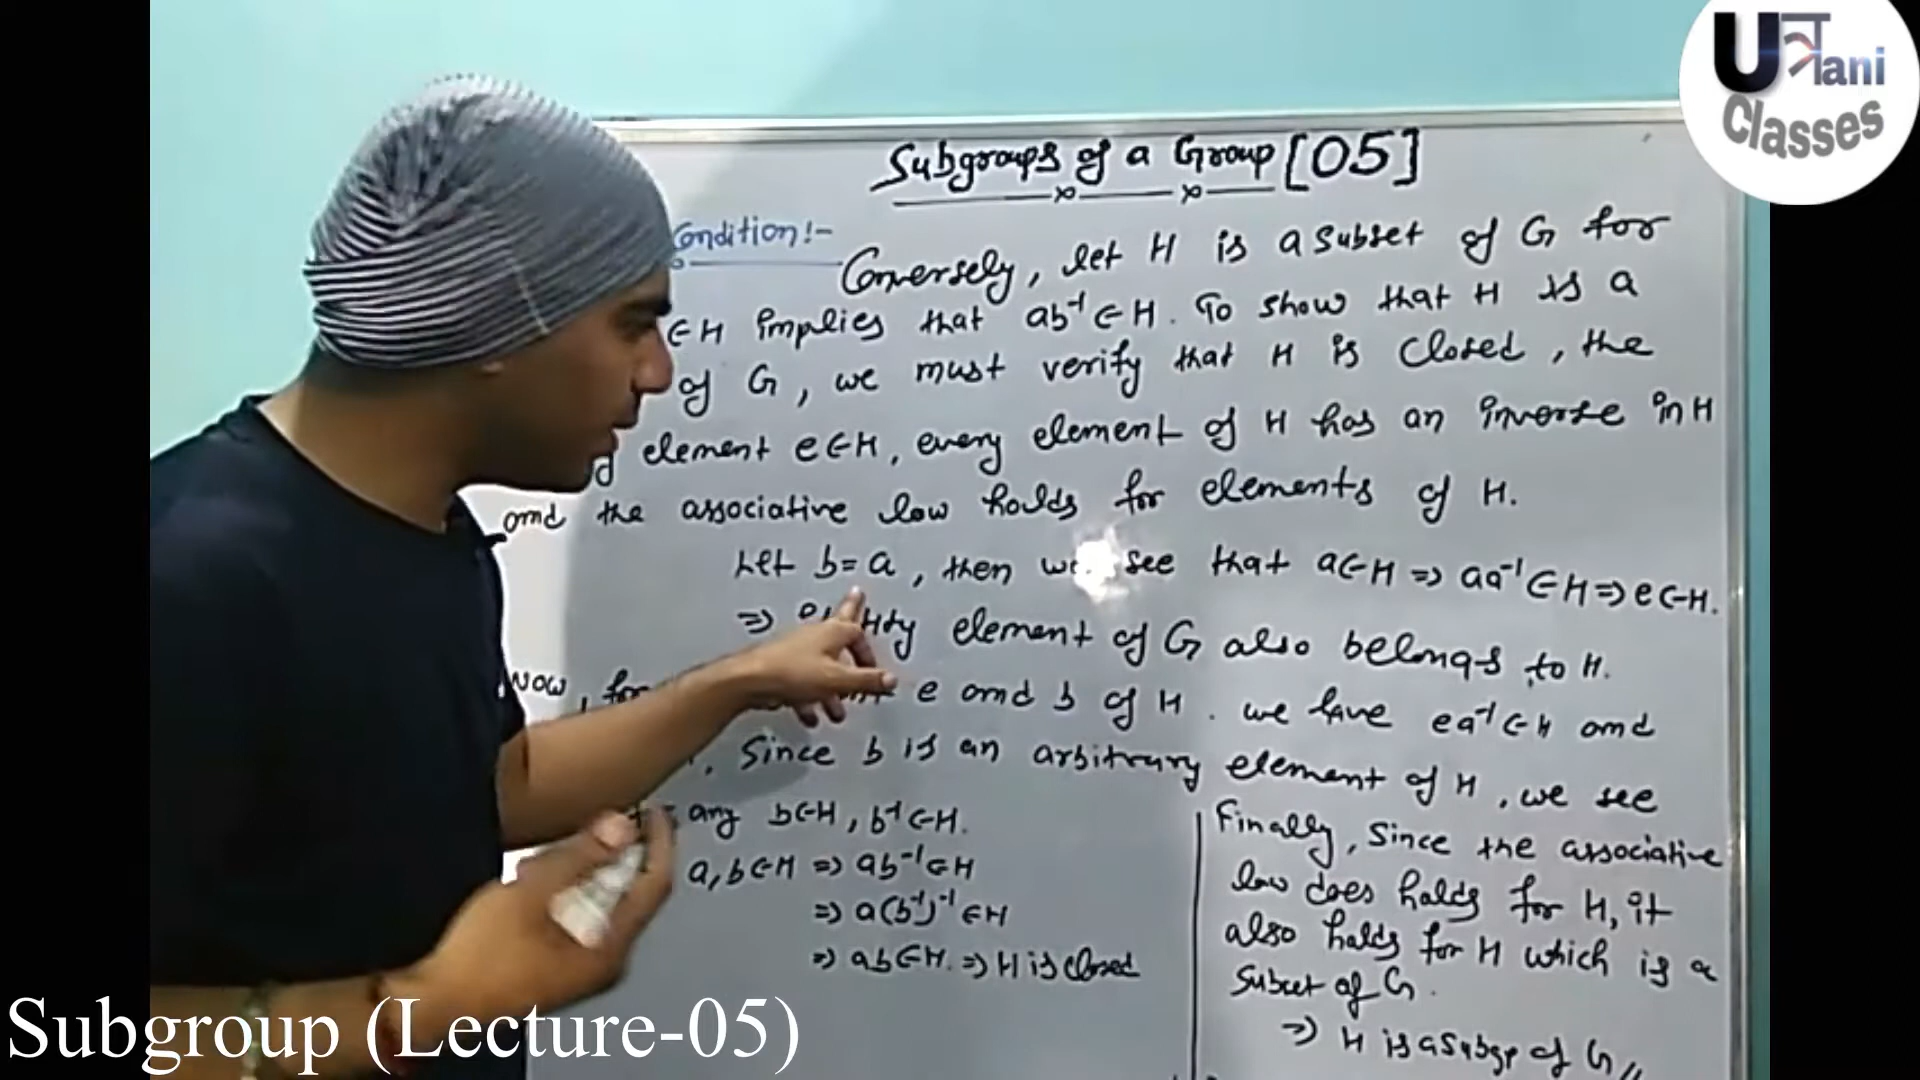 Subgroups of a Group [05]
Condition:-
Conversely, let H is a subset of G for
∈H implies that ab⁻¹∈H. To show that H is a
of G, we must verify that H is closed, the
element e∈H, every element of H has an inverse in H
and the associative law holds for elements of H.
Let b=a, then we see that a∈H ⇒ aa⁻¹∈H ⇒ e∈H.
⇒ element of G also belongs to H.
Now, for e and b of H. we have ea⁻¹∈H and
Since b is an arbitrary element of H, we see
any b∈H, b⁻¹∈H.
a,b∈H ⇒ ab⁻¹∈H
⇒ a(b⁻¹)⁻¹∈H
⇒ ab∈H. ⇒ H is closed
Finally, Since the associative
law does holds for H, it
also holds for H which is a
Subset of G.
⇒ H is a subgp of G //
Uत्रani
Classes
Subgroup (Lecture-05)